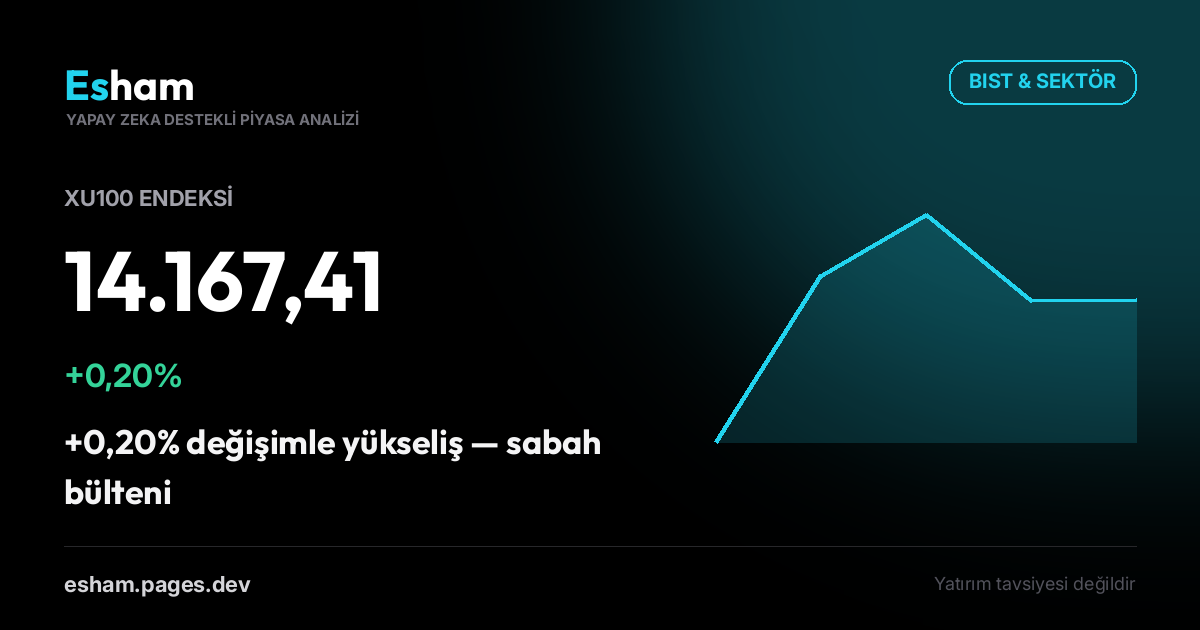 Esham
YAPAY ZEKA DESTEKLİ PİYASA ANALİZİ
BIST & SEKTÖR
XU100 ENDEKSİ
14.167,41
+0,20%
+0,20% değişimle yükseliş — sabah
bülteni
esham.pages.dev
Yatırım tavsiyesi değildir